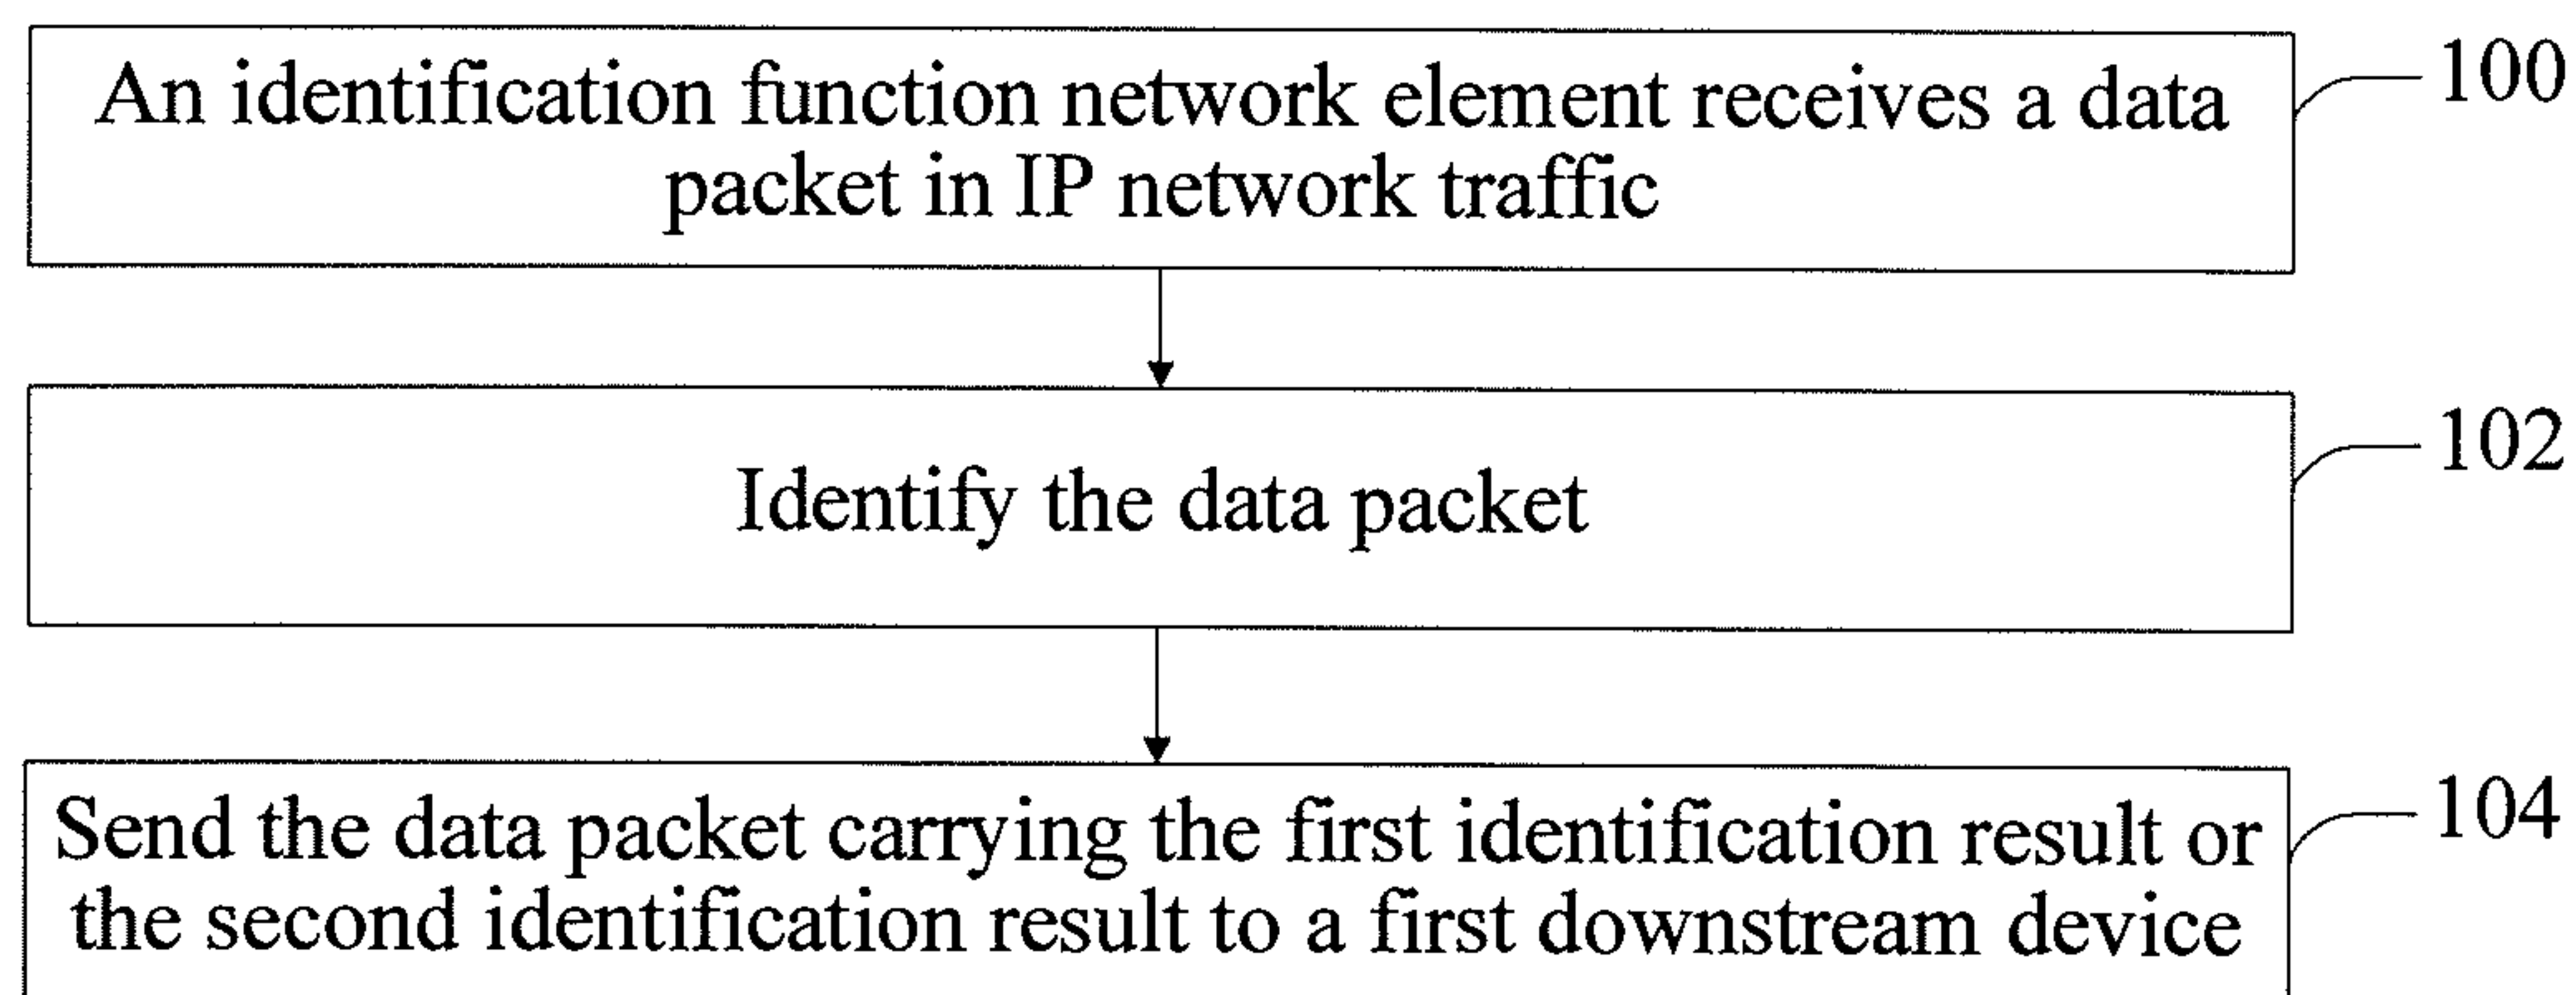 An identification function network element receives a data
packet in IP network traffic
100
Identify the data packet
102
Send the data packet carrying the first identification result or
the second identification result to a first downstream device
104